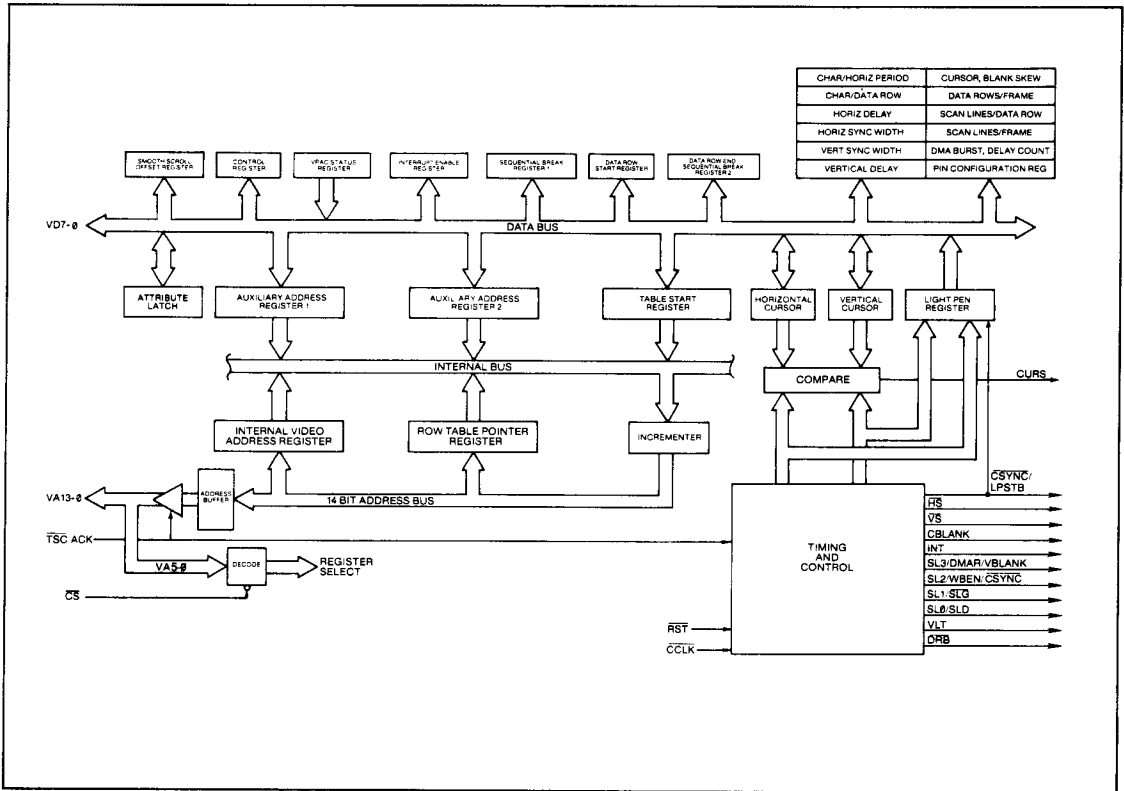 CHAR/HORIZ PERIOD CURSOR, BLANK SKEW
CHAR/DATA ROW DATA ROWS/FRAME
HORIZ DELAY SCAN LINES/DATA ROW
HORIZ SYNC WIDTH SCAN LINES/FRAME
VERT SYNC WIDTH DMA BURST, DELAY COUNT
VERTICAL DELAY PIN CONFIGURATION REG
SMOOTH SCROLL
OFFSET REGISTER
CONTROL
REGISTER
VPAC STATUS
REGISTER
INTERRUPT ENABLE
REGISTER
SEQUENTIAL BREAK
REGISTER 1
DATA ROW
START REGISTER
DATA ROW END
SEQUENTIAL BREAK
REGISTER 2
VD7-0
DATA BUS
ATTRIBUTE
LATCH
AUXILIARY ADDRESS
REGISTER 1
AUXILIARY ADDRESS
REGISTER 2
TABLE START
REGISTER
HORIZONTAL
CURSOR
VERTICAL
CURSOR
LIGHT PEN
REGISTER
INTERNAL BUS
COMPARE
CURS
INTERNAL VIDEO
ADDRESS REGISTER
ROW TABLE POINTER
REGISTER
INCREMENTER
VA13-0
ADDRESS
BUFFER
14 BIT ADDRESS BUS
TSC ACK
VA5-0
DECODE
REGISTER
SELECT
CS
TIMING
AND
CONTROL
RST
CCLK
CSYNC/
LPSTB
HS
VS
CBLANK
INT
SL3/DMAR/VBLANK
SL2/WBEN/CSYNC
SL1/SLG
SL0/SLD
VLT
DRB